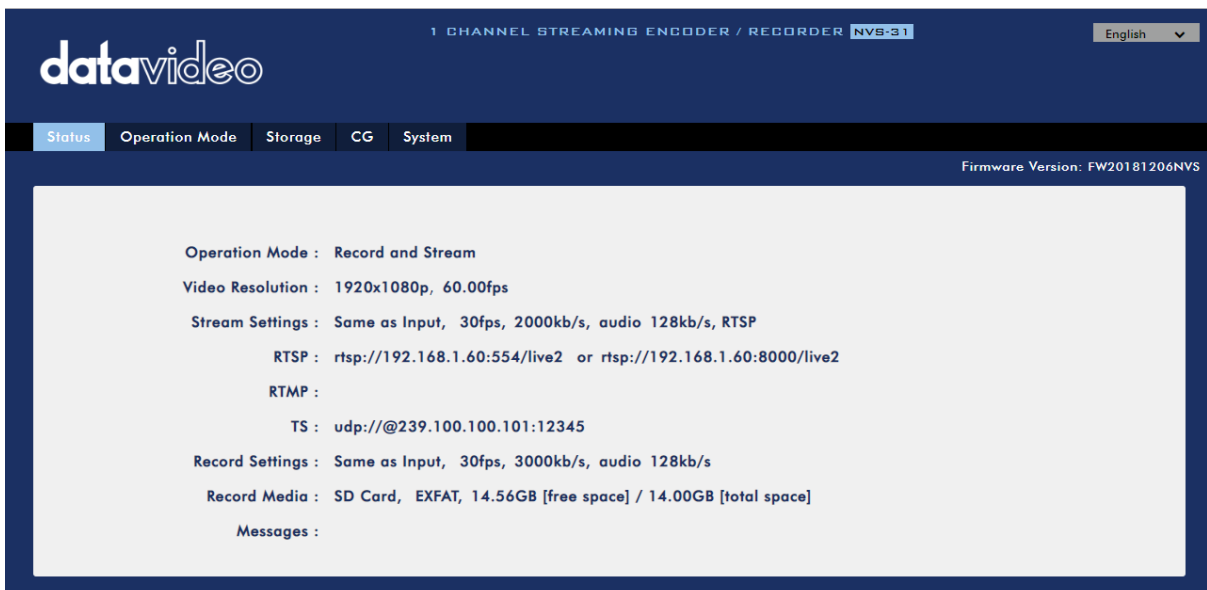 1 CHANNEL STREAMING ENCODER / RECORDER NVS-31
English
datavideo
Status Operation Mode Storage CG System
Firmware Version: FW20181206NVS
Operation Mode : Record and Stream
Video Resolution : 1920x1080p, 60.00fps
Stream Settings : Same as Input, 30fps, 2000kb/s, audio 128kb/s, RTSP
RTSP : rtsp://192.168.1.60:554/live2 or rtsp://192.168.1.60:8000/live2
RTMP :
TS : udp://@239.100.100.101:12345
Record Settings : Same as Input, 30fps, 3000kb/s, audio 128kb/s
Record Media : SD Card, EXFAT, 14.56GB [free space] / 14.00GB [total space]
Messages :